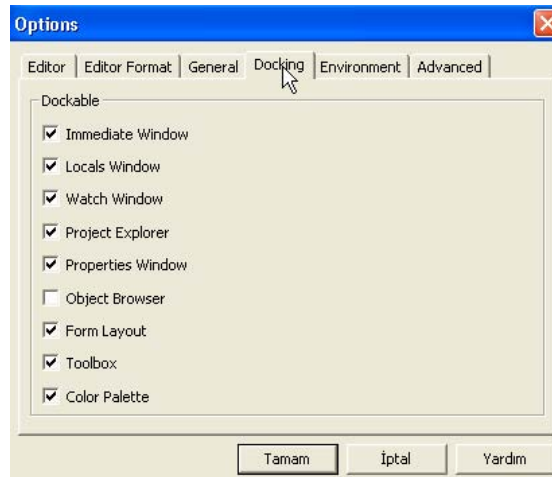 Options
Editor Editor Format General Docking Environment Advanced
Dockable
Immediate Window
Locals Window
Watch Window
Project Explorer
Properties Window
Object Browser
Form Layout
Toolbox
Color Palette
Tamam İptal Yardım